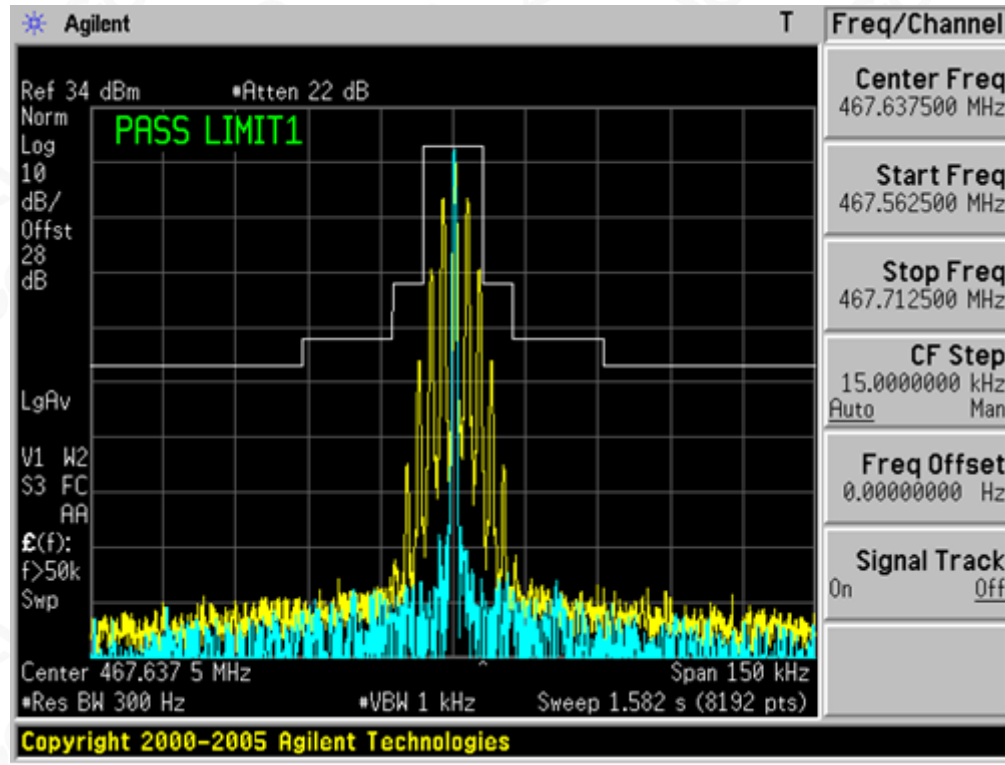 Agilent T
Ref 34 dBm #Atten 22 dB
Norm
Log
10
dB/
Offst
28
dB
PASS LIMIT1
LgAv
V1 W2
S3 FC
AA
£(f):
f>50k
Swp
Center 467.637 5 MHz Span 150 kHz
#Res BW 300 Hz #VBW 1 kHz Sweep 1.582 s (8192 pts)
Copyright 2000-2005 Agilent Technologies
Freq/Channel
Center Freq
467.637500 MHz
Start Freq
467.562500 MHz
Stop Freq
467.712500 MHz
CF Step
15.0000000 kHz
Auto Man
Freq Offset
0.00000000 Hz
Signal Track
On Off